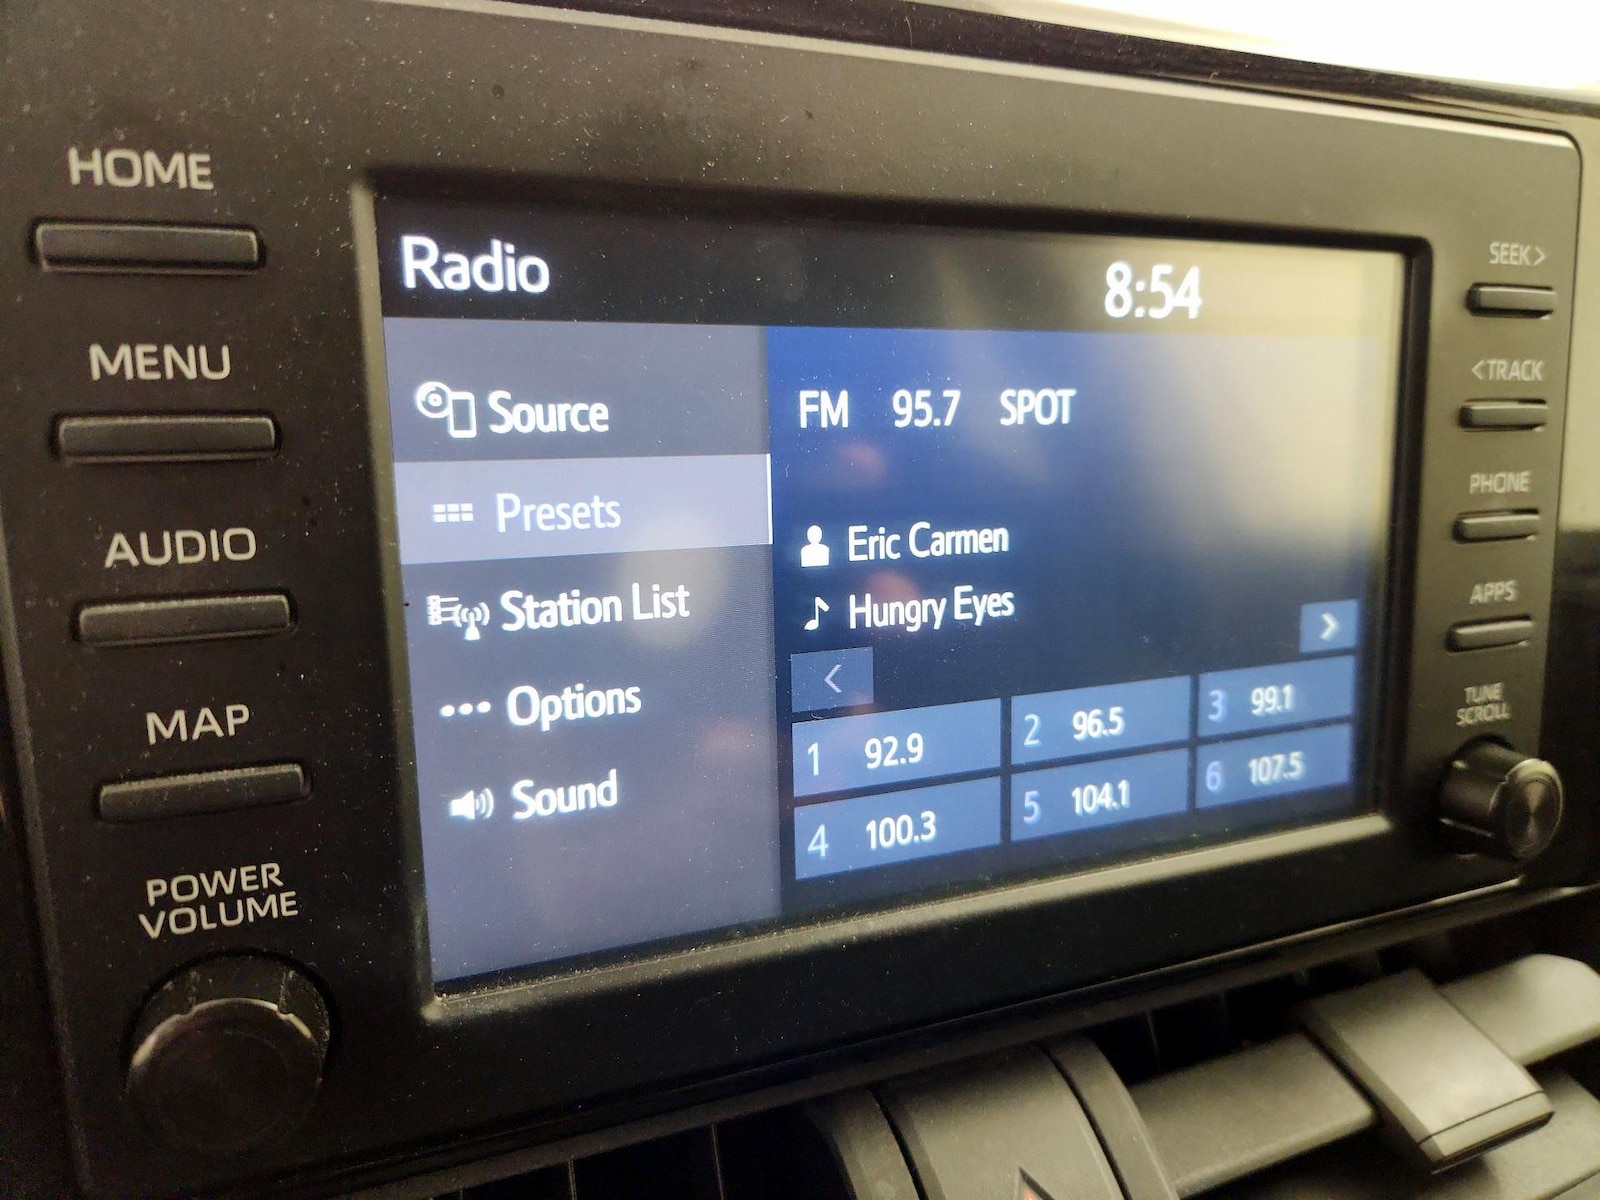 HOME
MENU
AUDIO
MAP
POWER
VOLUME
Radio
8:54
Source
Presets
Station List
Options
Sound
FM 95.7 SPOT
Eric Carmen
Hungry Eyes
<
>
1 92.9
2 96.5
3 99.1
4 100.3
5 104.1
6 107.5
SEEK>
<TRACK
PHONE
APPS
TUNE
SCROLL